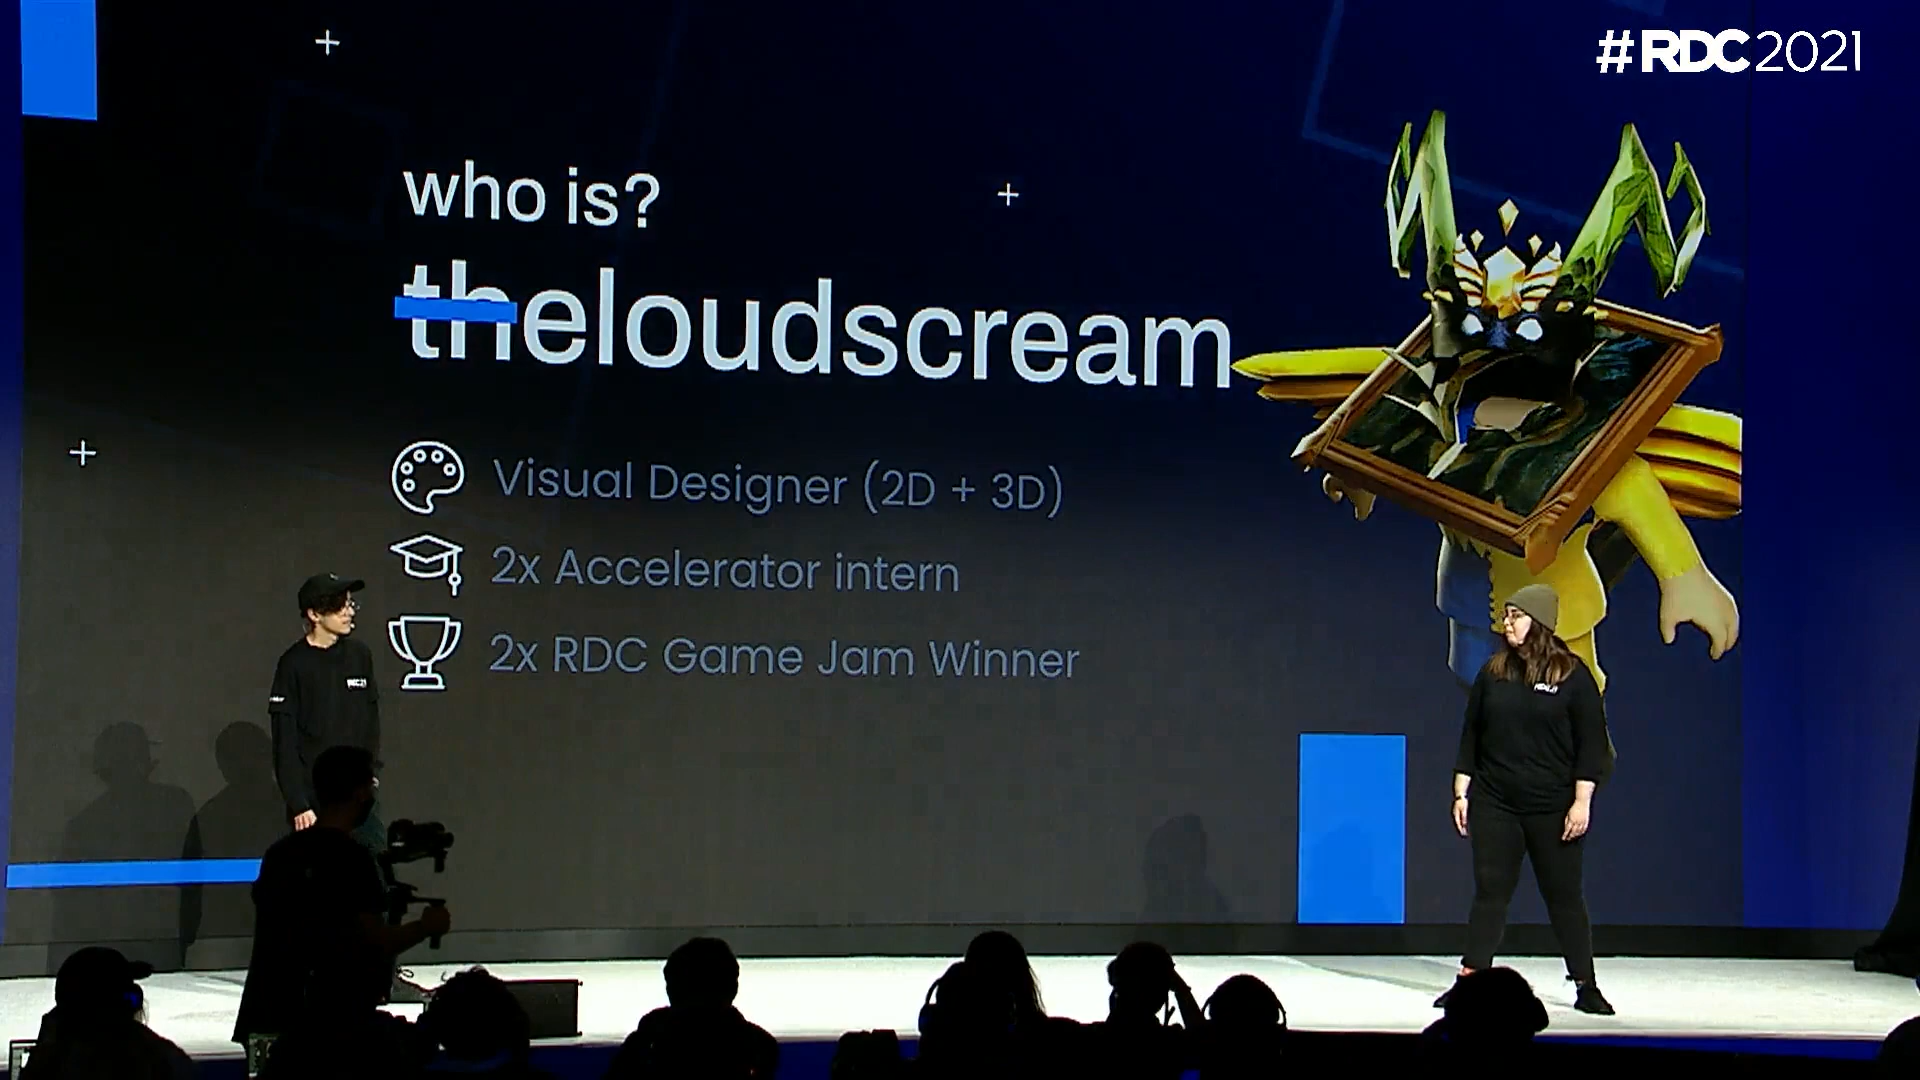 #RDC2021
who is?
theloudscream
Visual Designer (2D + 3D)
2x Accelerator intern
2x RDC Game Jam Winner